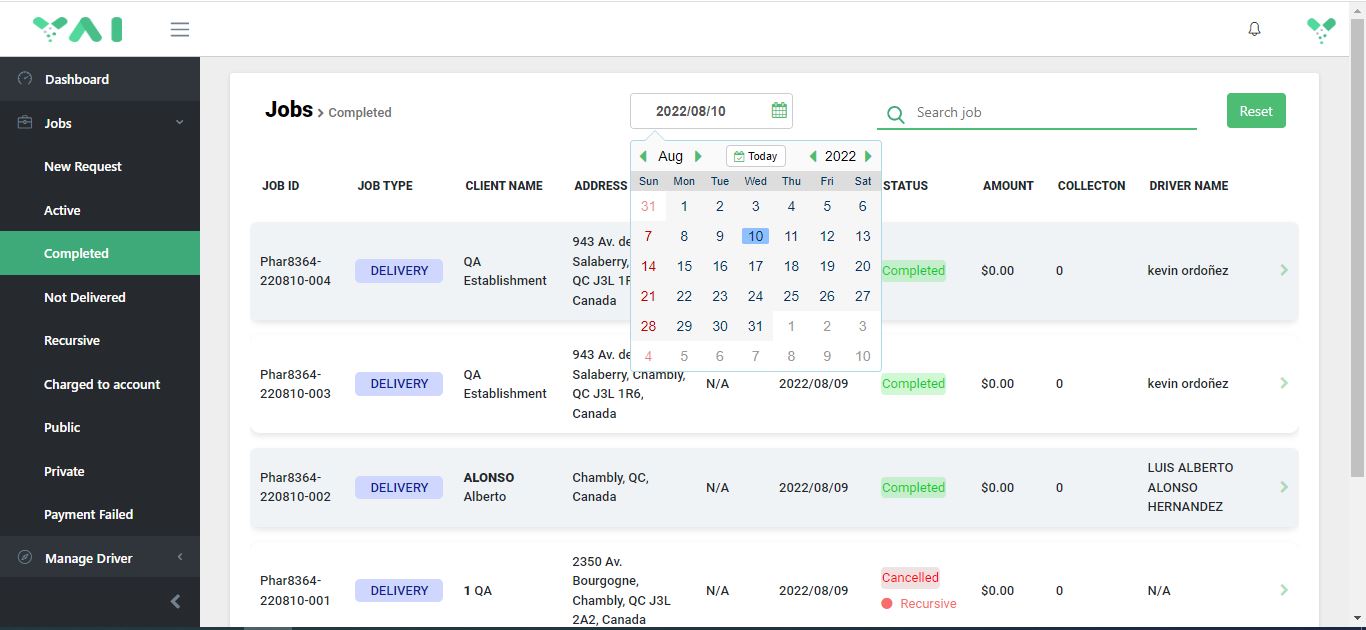 YAI
Dashboard
Jobs
New Request
Active
Completed
Not Delivered
Recursive
Charged to account
Public
Private
Payment Failed
Manage Driver
Jobs > Completed
2022/08/10
Search job
Reset
Aug
Today
2022
Sun Mon Tue Wed Thu Fri Sat
31 1 2 3 4 5 6
7 8 9 10 11 12 13
14 15 16 17 18 19 20
21 22 23 24 25 26 27
28 29 30 31 1 2 3
4 5 6 7 8 9 10
JOB ID JOB TYPE CLIENT NAME ADDRESS STATUS AMOUNT COLLECTON DRIVER NAME
Phar8364-
220810-004
DELIVERY
QA
Establishment
943 Av. de
Salaberry,
QC J3L
Canada
Completed
$0.00
0
kevin ordoñez
Phar8364-
220810-003
DELIVERY
QA
Establishment
943 Av. de
Salaberry, Chambly,
QC J3L 1R6,
Canada
N/A
2022/08/09
Completed
$0.00
0
kevin ordoñez
Phar8364-
220810-002
DELIVERY
ALONSO
Alberto
Chambly, QC,
Canada
N/A
2022/08/09
Completed
$0.00
0
LUIS ALBERTO
ALONSO
HERNANDEZ
Phar8364-
220810-001
DELIVERY
1 QA
2350 Av.
Bourgogne,
Chambly, QC J3L
2A2, Canada
N/A
2022/08/09
Cancelled
Recursive
$0.00
0
N/A